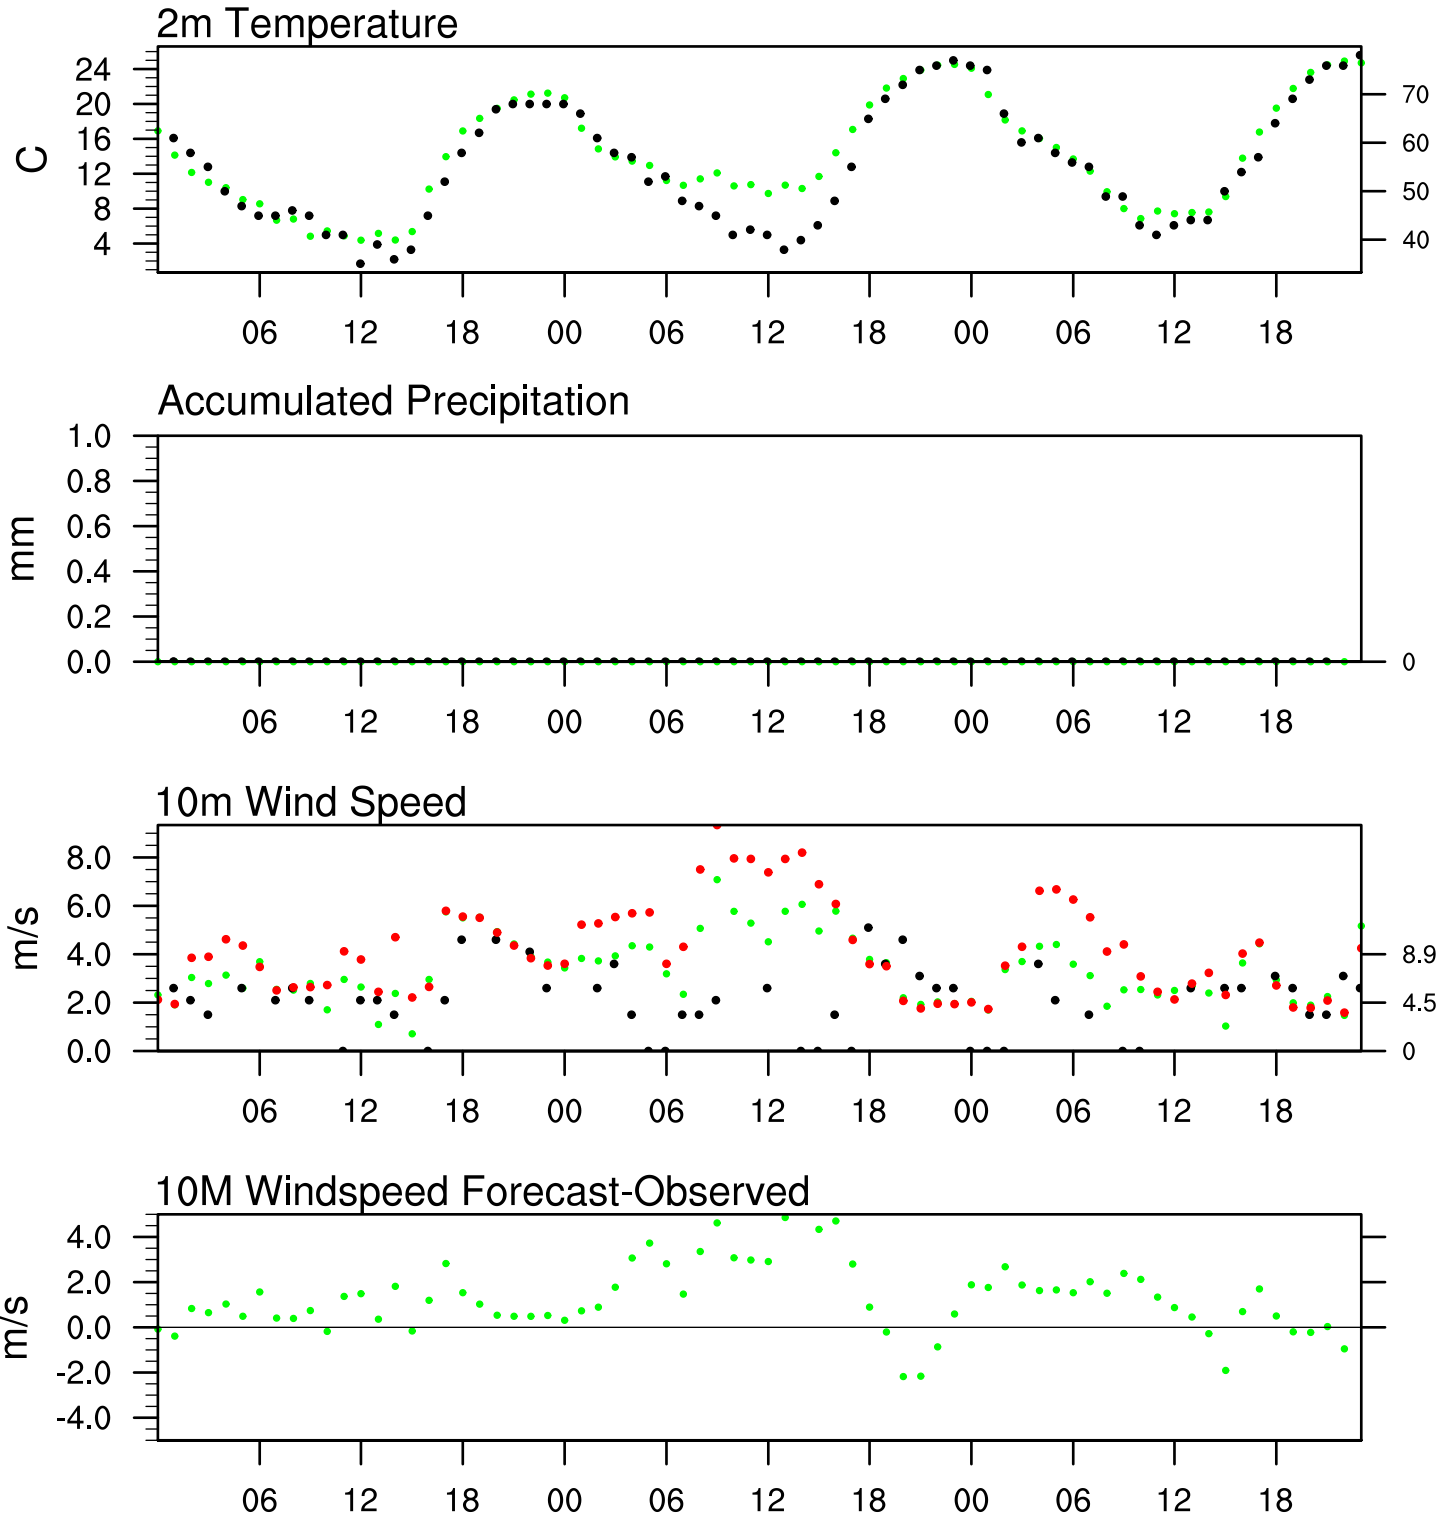 2m Temperature
24
20
16
12
8
4
C
70
60
50
40
06 12 18 00 06 12 18 00 06 12 18
Accumulated Precipitation
1.0
0.8
0.6
0.4
0.2
0.0
mm
0
06 12 18 00 06 12 18 00 06 12 18
10m Wind Speed
8.0
6.0
4.0
2.0
0.0
m/s
8.9
4.5
0
06 12 18 00 06 12 18 00 06 12 18
10M Windspeed Forecast-Observed
4.0
2.0
0.0
-2.0
-4.0
m/s
06 12 18 00 06 12 18 00 06 12 18